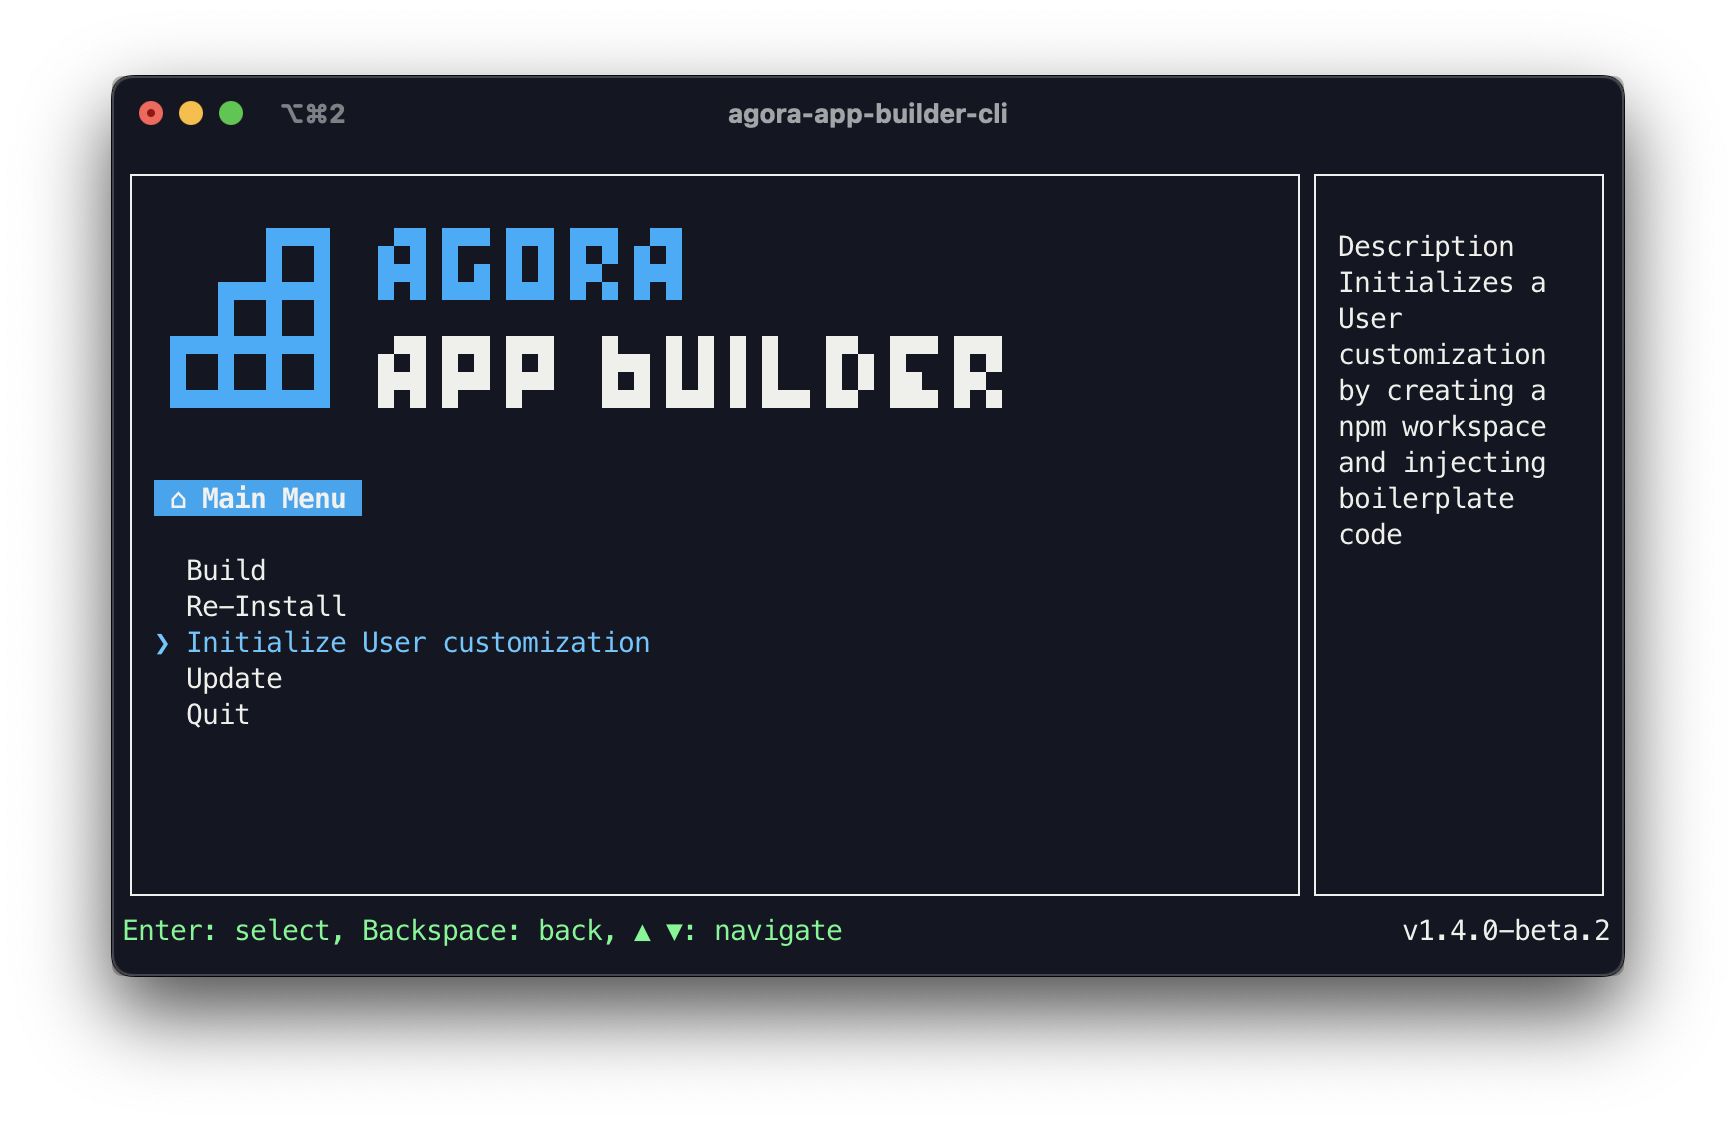 ⌥⌘2
agora-app-builder-cli
AGORA
APP bUILDER
⌂ Main Menu
Build
Re-Install
❯ Initialize User customization
Update
Quit
Description
Initializes a
User
customization
by creating a
npm workspace
and injecting
boilerplate
code
Enter: select, Backspace: back, ▲ ▼: navigate
v1.4.0-beta.2